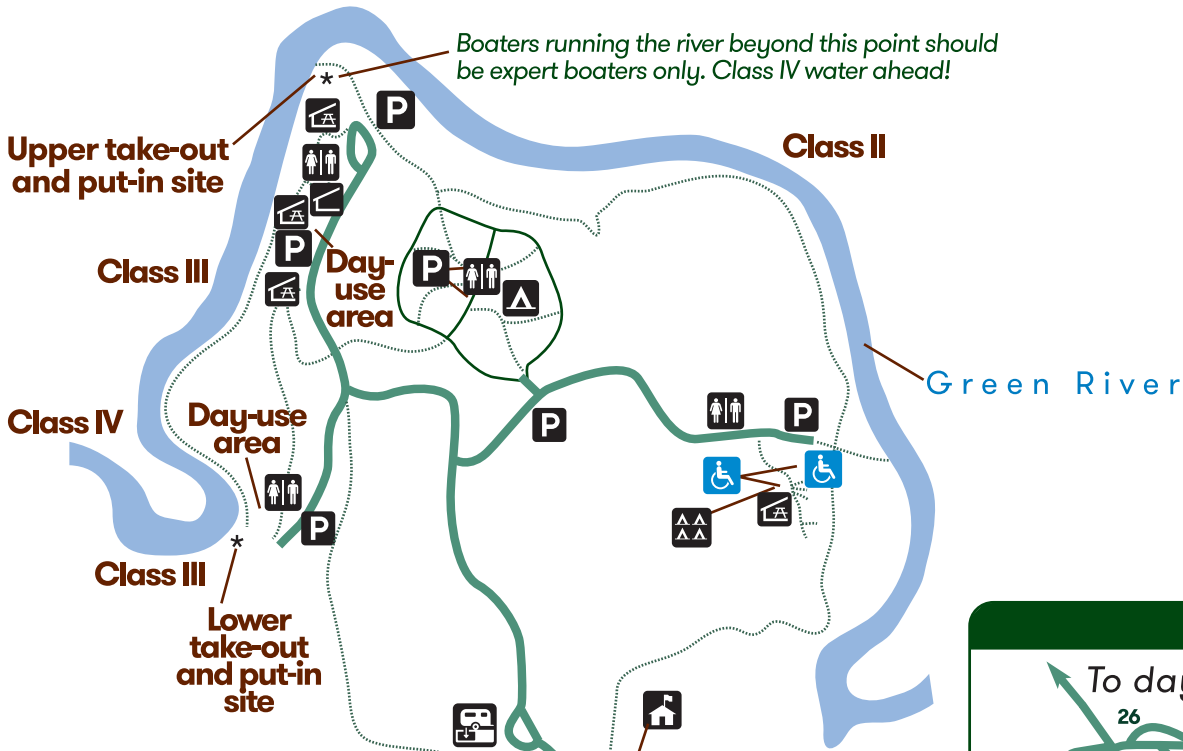 Boaters running the river beyond this point should
be expert boaters only. Class IV water ahead!
*
P
Upper take-out
and put-in site
Class II
P
Class III
Day-
use
area
P
Green River
Class IV
Day-use
area
P
P
P
*
Class III
Lower
take-out
and put-in
site
To day
26